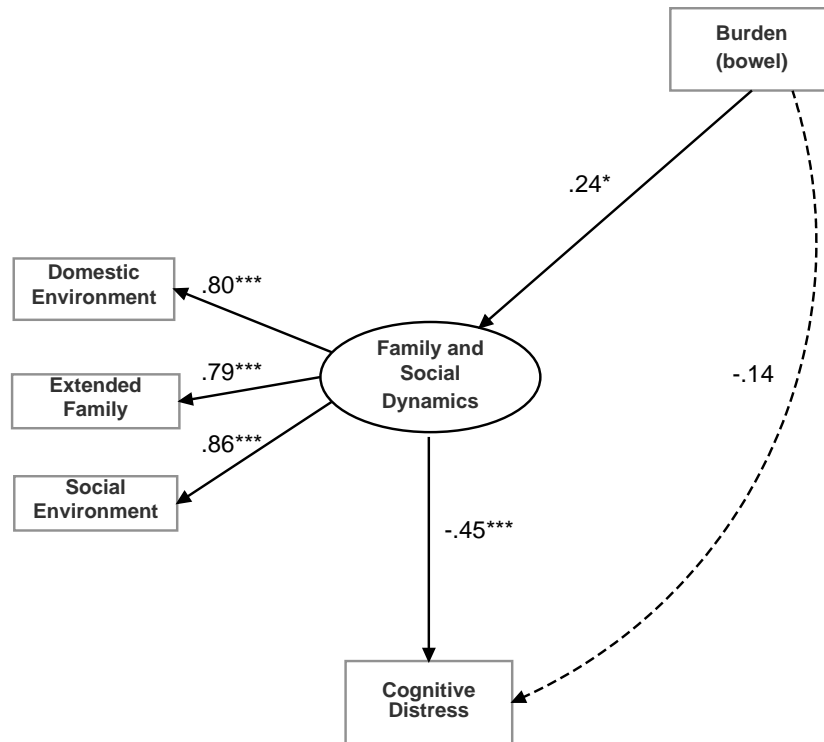 Burden
(bowel)
.24*
Domestic
Environment
.80***
Family and
Social
Dynamics
Extended
Family
.79***
-.14
.86***
Social
Environment
-.45***
Cognitive
Distress